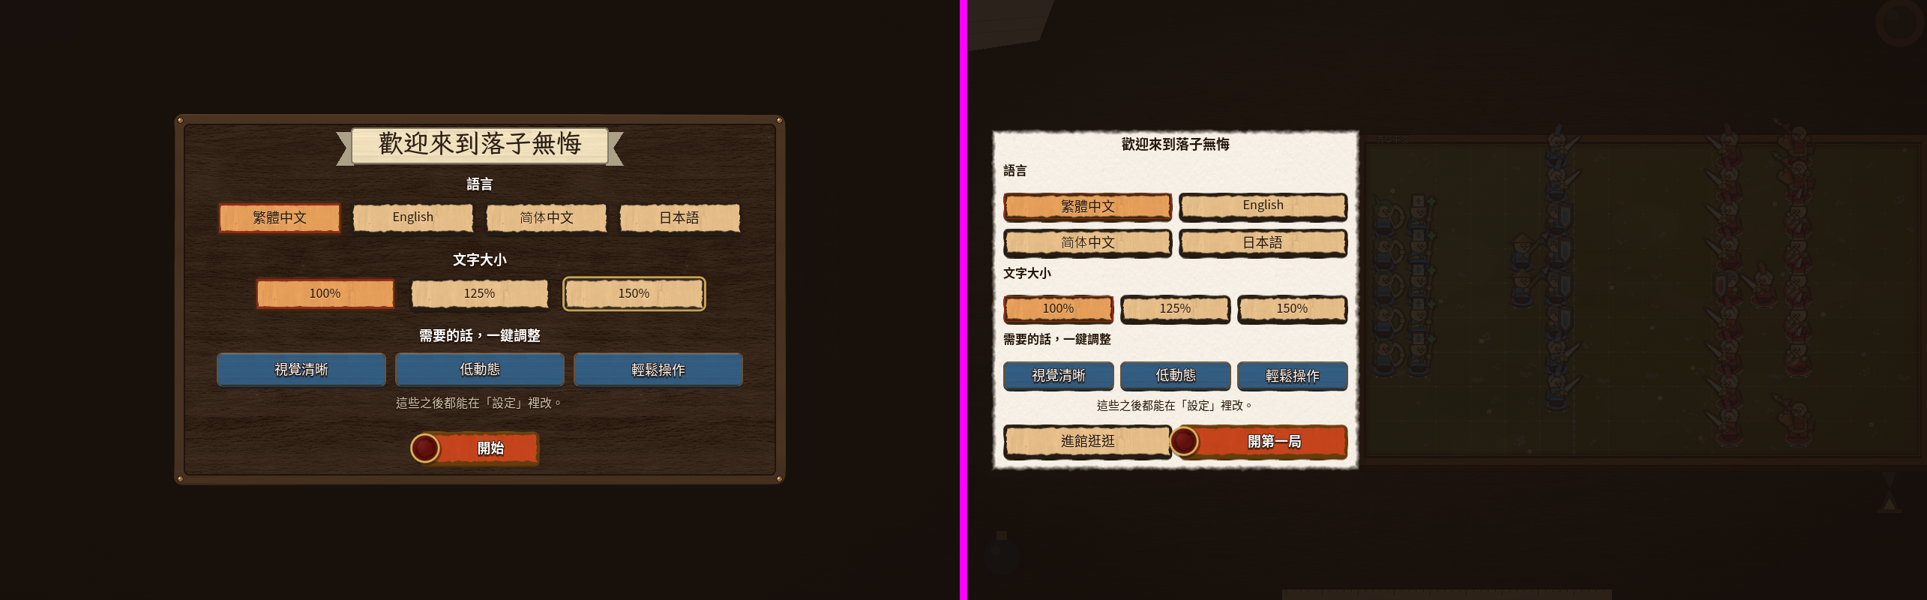 歡迎來到落子無悔
語言
繁體中文 English 简体中文 日本語
文字大小
100% 125% 150%
需要的話，一鍵調整
視覺清晰 低動態 輕鬆操作
這些之後都能在「設定」裡改。
開始
歡迎來到落子無悔
語言
繁體中文 English
简体中文 日本語
文字大小
100% 125% 150%
需要的話，一鍵調整
視覺清晰 低動態 輕鬆操作
這些之後都能在「設定」裡改。
進館逛逛 開第一局